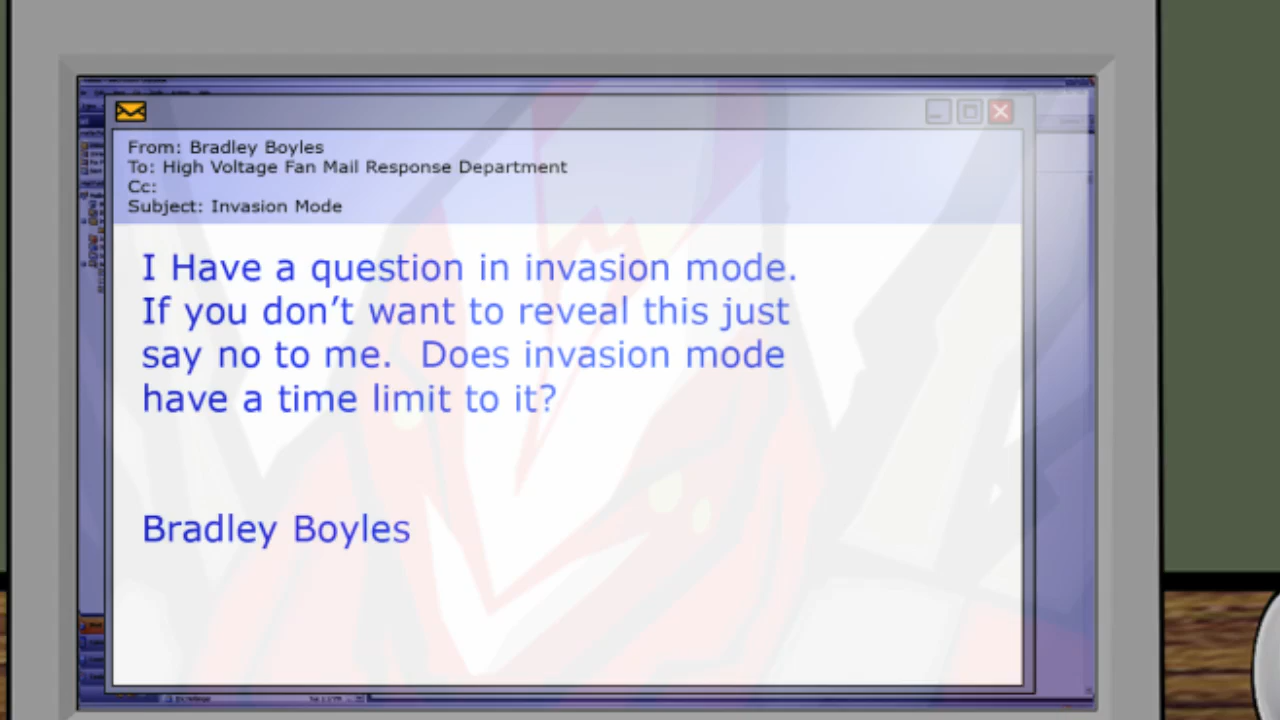 From: Bradley Boyles
To: High Voltage Fan Mail Response Department
Cc:
Subject: Invasion Mode
I Have a question in invasion mode.
If you don’t want to reveal this just
say no to me.  Does invasion mode
have a time limit to it?
Bradley Boyles